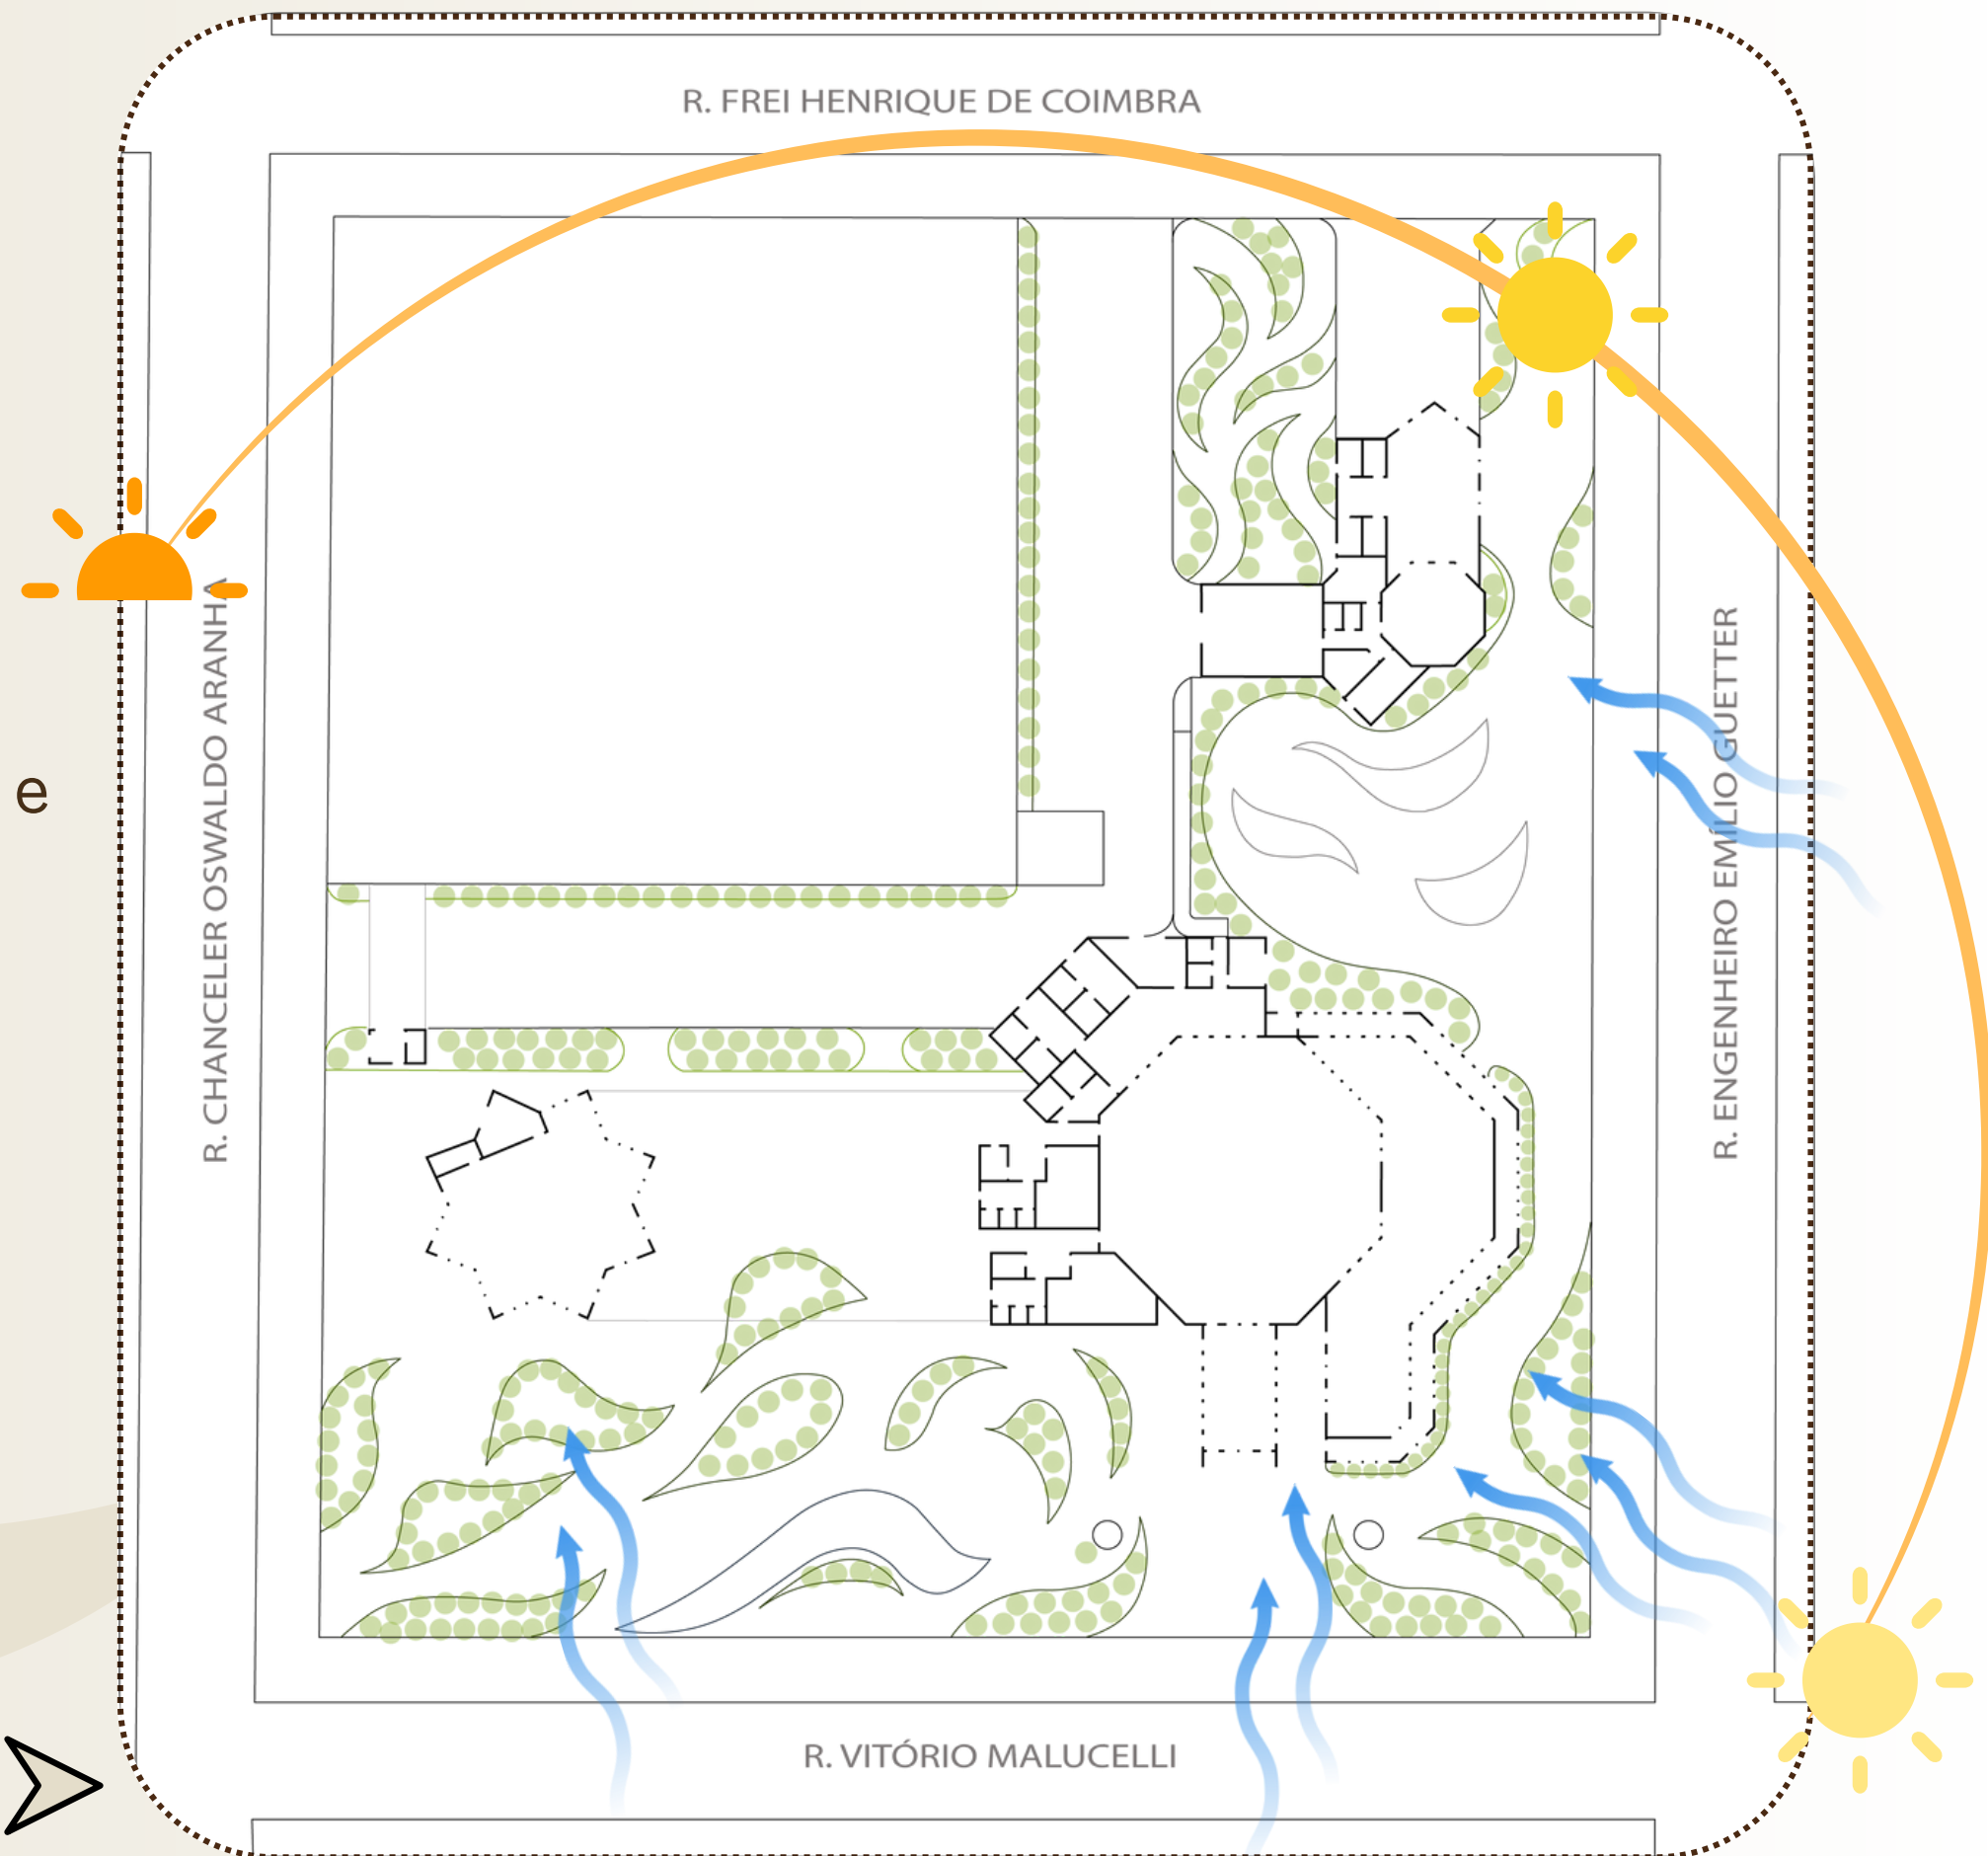 R. FREI HENRIQUE DE COIMBRA
R. CHANCELER OSWALDO ARANHA
R. ENGENHEIRO EMÍLIO GUETTER
e
R. VITÓRIO MALUCELLI